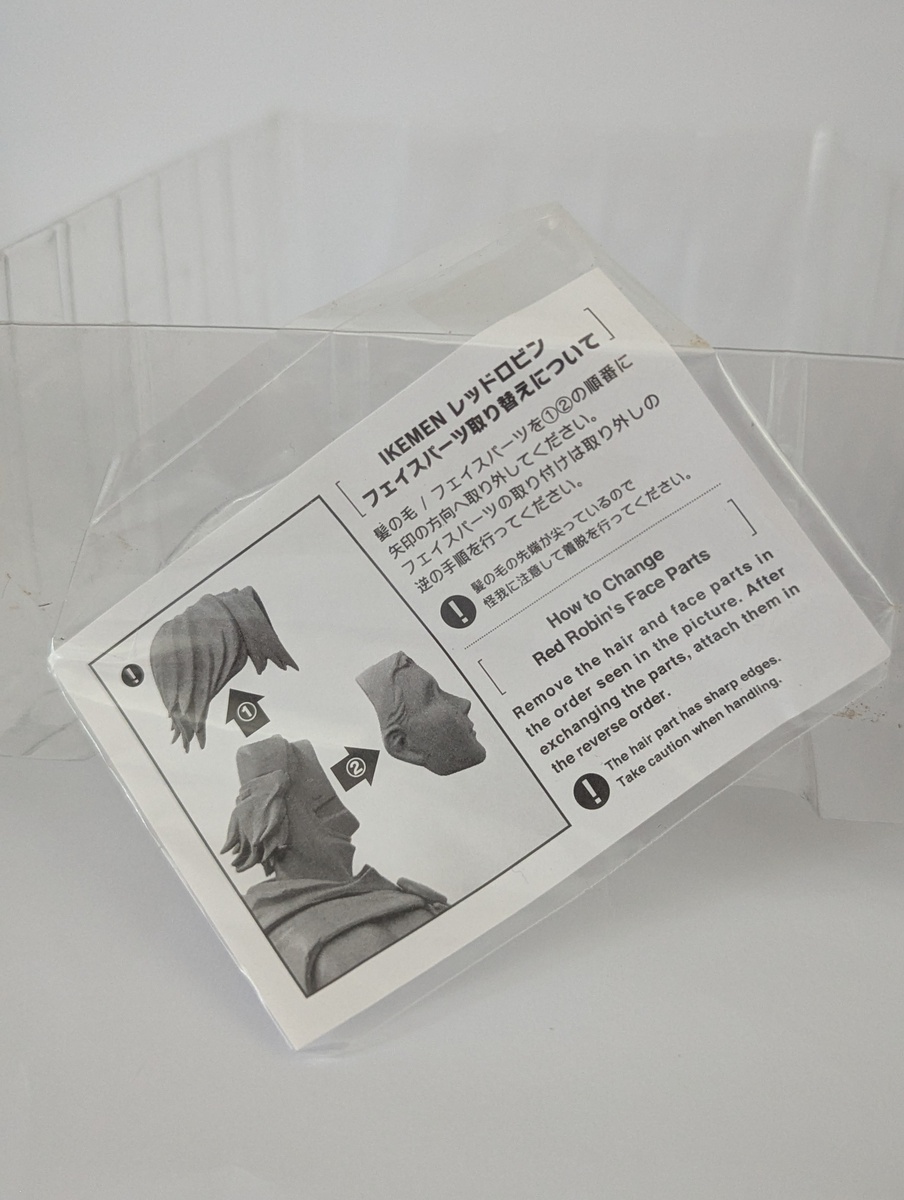 IKEMEN レッドロビン
フェイスパーツ取り替えについて
髪の毛 / フェイスパーツを①②の順番に
矢印の方向へ取り外してください。
フェイスパーツの取り付けは取り外しの
逆の手順を行ってください。
! 髪の毛の先端が尖っているので
怪我に注意して着脱を行ってください。
How to Change
Red Robin's Face Parts
Remove the hair and face parts in
the order seen in the picture. After
exchanging the parts, attach them in
the reverse order.
! The hair part has sharp edges.
Take caution when handling.
!
①
②